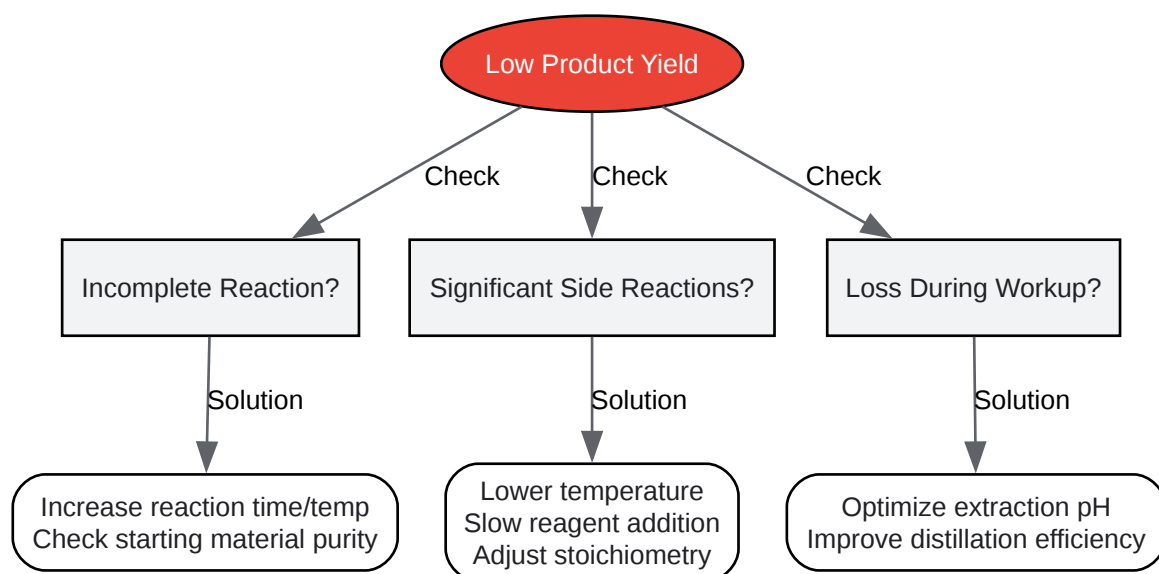 Low Product Yield
Check
Check
Check
Incomplete Reaction?
Significant Side Reactions?
Loss During Workup?
Solution
Solution
Solution
Increase reaction time/temp
Check starting material purity
Lower temperature
Slow reagent addition
Adjust stoichiometry
Optimize extraction pH
Improve distillation efficiency